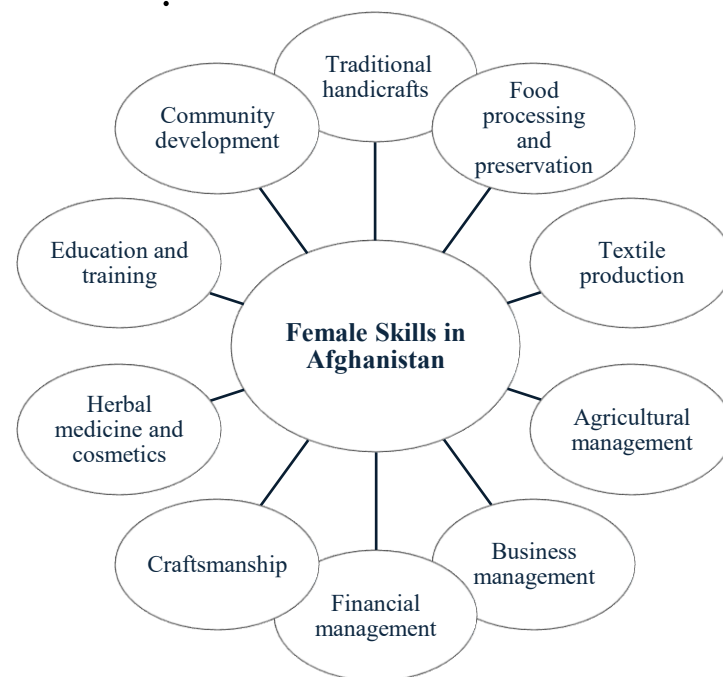 Traditional
handicrafts
Food
processing
and
preservation
Textile
production
Agricultural
management
Business
management
Financial
management
Craftsmanship
Herbal
medicine and
cosmetics
Education and
training
Community
development
Female Skills in
Afghanistan